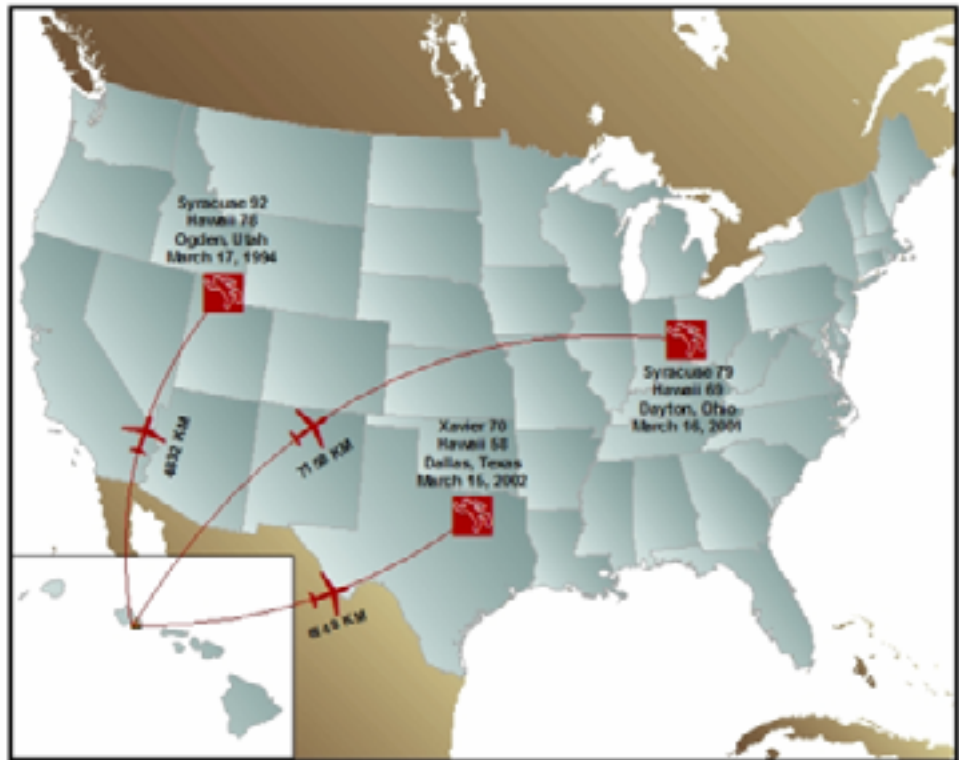 Syracuse 92
Hawaii 78
Ogden, Utah
March 17, 1994
Syracuse 79
Hawaii 69
Dayton, Ohio
March 16, 2001
Xavier 70
Hawaii 58
Dallas, Texas
March 15, 2002
KM
KM
KM